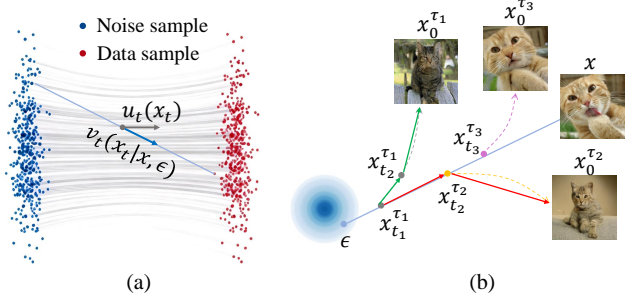 Noise sample
Data sample
u_t(x_t)
v_t(x_t|x, ϵ)
(a)
x_0^{τ_1}
x_0^{τ_3}
x
x_{t_2}^{τ_1}
x_{t_3}^{τ_3}
x_0^{τ_2}
ϵ
x_{t_1}^{τ_1}
x_{t_2}^{τ_2}
(b)